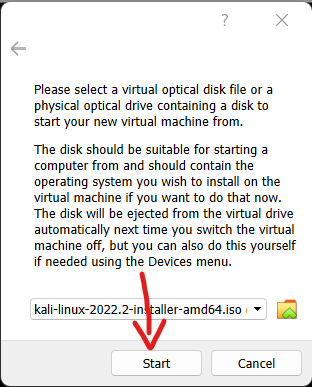 ?
Please select a virtual optical disk file or a
physical optical drive containing a disk to
start your new virtual machine from.
The disk should be suitable for starting a
computer from and should contain the
operating system you wish to install on the
virtual machine if you want to do that now.
The disk will be ejected from the virtual drive
automatically next time you switch the virtual
machine off, but you can also do this yourself
if needed using the Devices menu.
kali-linux-2022.2-installer-amd64.iso (
Start Cancel